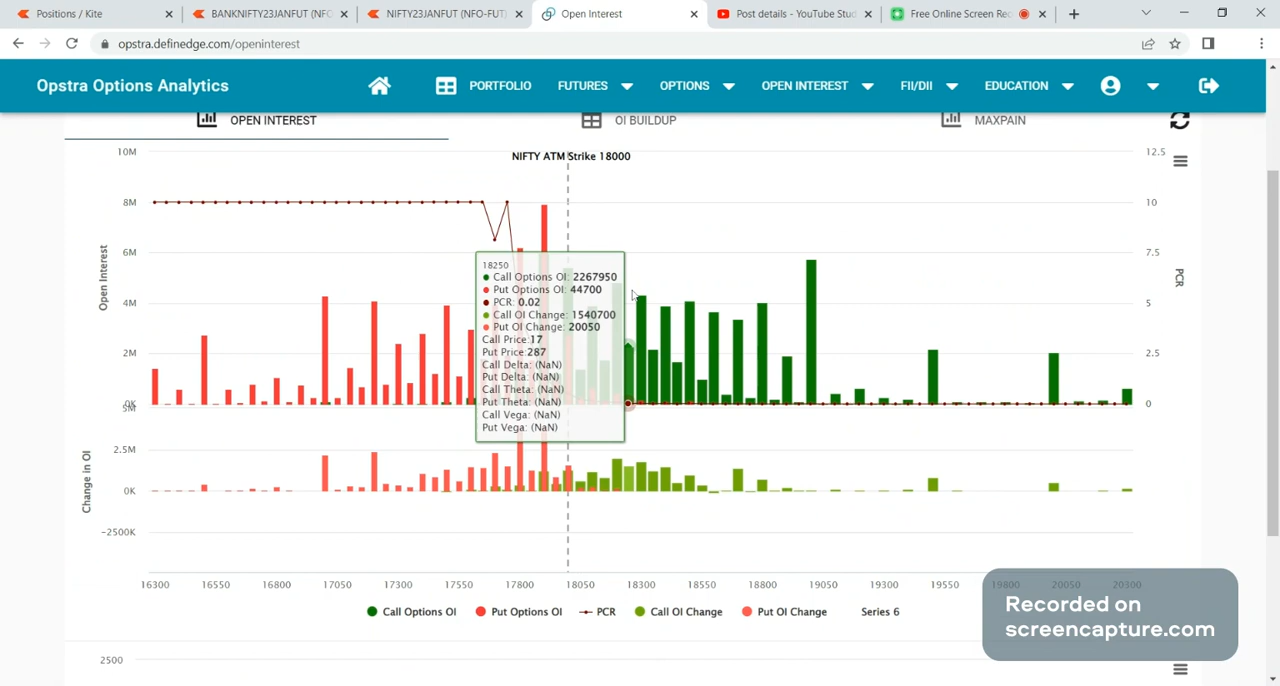 Positions / Kite
BANKNIFTY23JANFUT (NFO
NIFTY23JANFUT (NFO-FUT)
Open Interest
Post details - YouTube Stud
Free Online Screen Rec
opstra.definedge.com/openinterest
Opstra Options Analytics
PORTFOLIO
FUTURES
OPTIONS
OPEN INTEREST
FII/DII
EDUCATION
OPEN INTEREST
OI BUILDUP
MAXPAIN
NIFTY ATM Strike 18000
10M
8M
6M
4M
2M
0K
Open Interest
12.5
10
7.5
5
2.5
0
PCR
18250
Call Options OI: 2267950
Put Options OI: 44700
PCR: 0.02
Call OI Change: 1540700
Put OI Change: 20050
Call Price:17
Put Price:287
Call Delta: (NaN)
Put Delta: (NaN)
Call Theta: (NaN)
Put Theta: (NaN)
Call Vega: (NaN)
Put Vega: (NaN)
5M
2.5M
0K
−2500K
Change in OI
16300 16550 16800 17050 17300 17550 17800 18050 18300 18550 18800 19050 19300 19550 19800 20050 20300
Call Options OI Put Options OI PCR Call OI Change Put OI Change Series 6
Recorded on
screencapture.com
2500